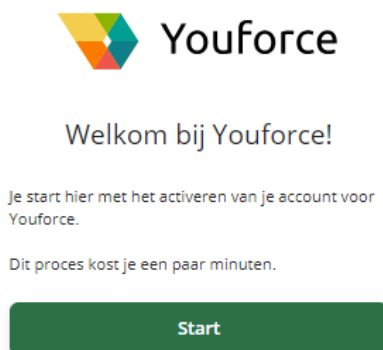 Youforce
Welkom bij Youforce!
Je start hier met het activeren van je account voor
Youforce.
Dit proces kost je een paar minuten.
Start